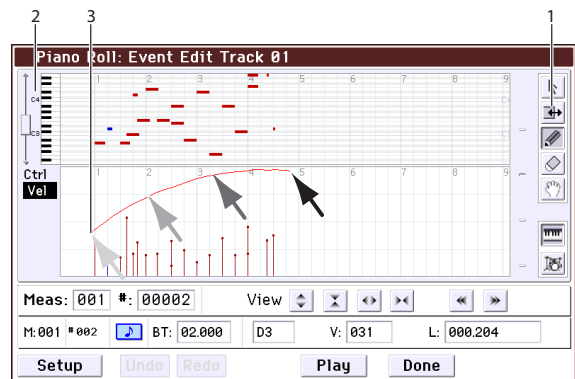 2 3 1
Piano Roll: Event Edit Track 01
1 2 3 4 5 6 7 8 9
C4
C3
Ctrl 1 2 3 4 5 6 7 8 9
Vel
Meas: 001 #: 00002 View
M:001 #002 BT: 02.000 D3 V: 031 L: 000.204
Setup Undo Redo Play Done